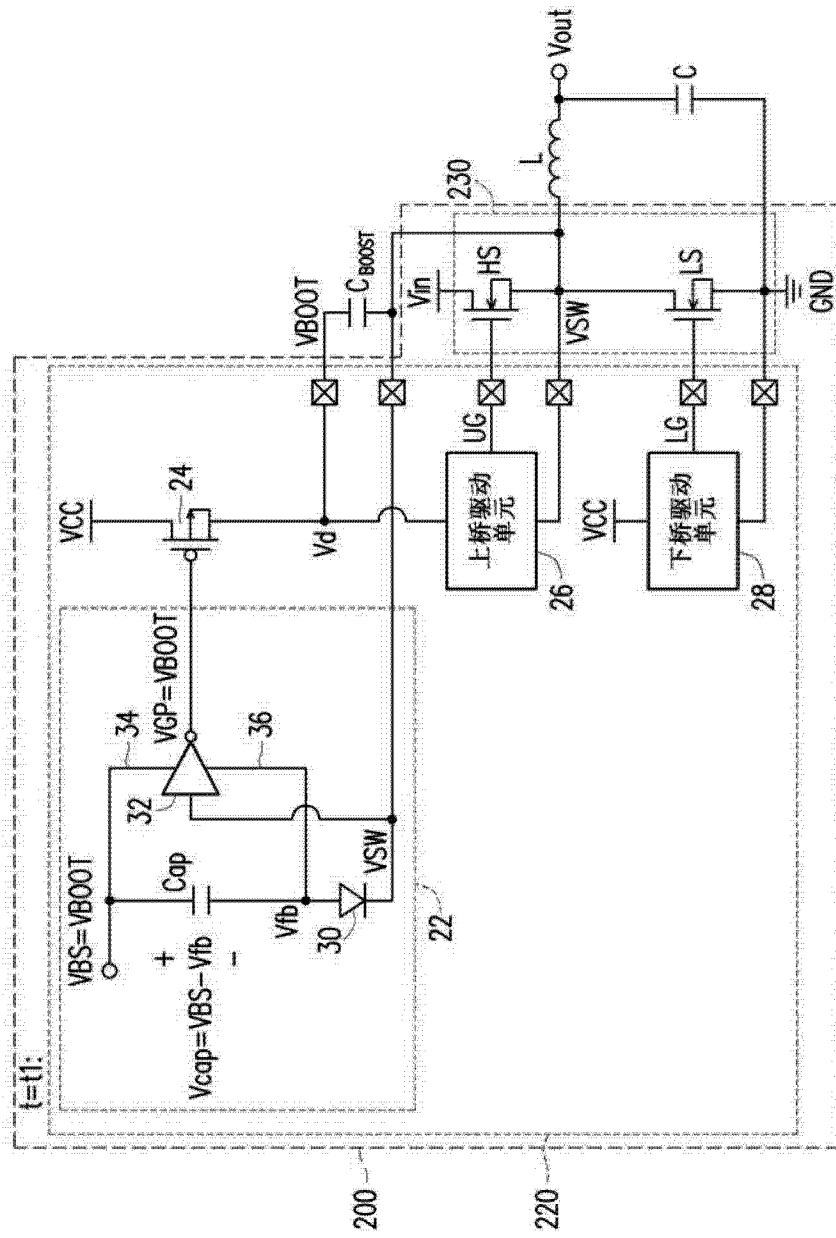 t=t1:
VBS=VBOOT
+
Vcap=VBS-Vfb
-
Cap
Vfb
30
32
34
VGP=VBOOT
36
VSW
22
VCC
24
Vd
VBOOT
C BOOST
230
Vin
HS
UG
上桥驱动
单元
26
VSW
L
Vout
C
VCC
LG
LS
下桥驱动
单元
28
GND
200
220